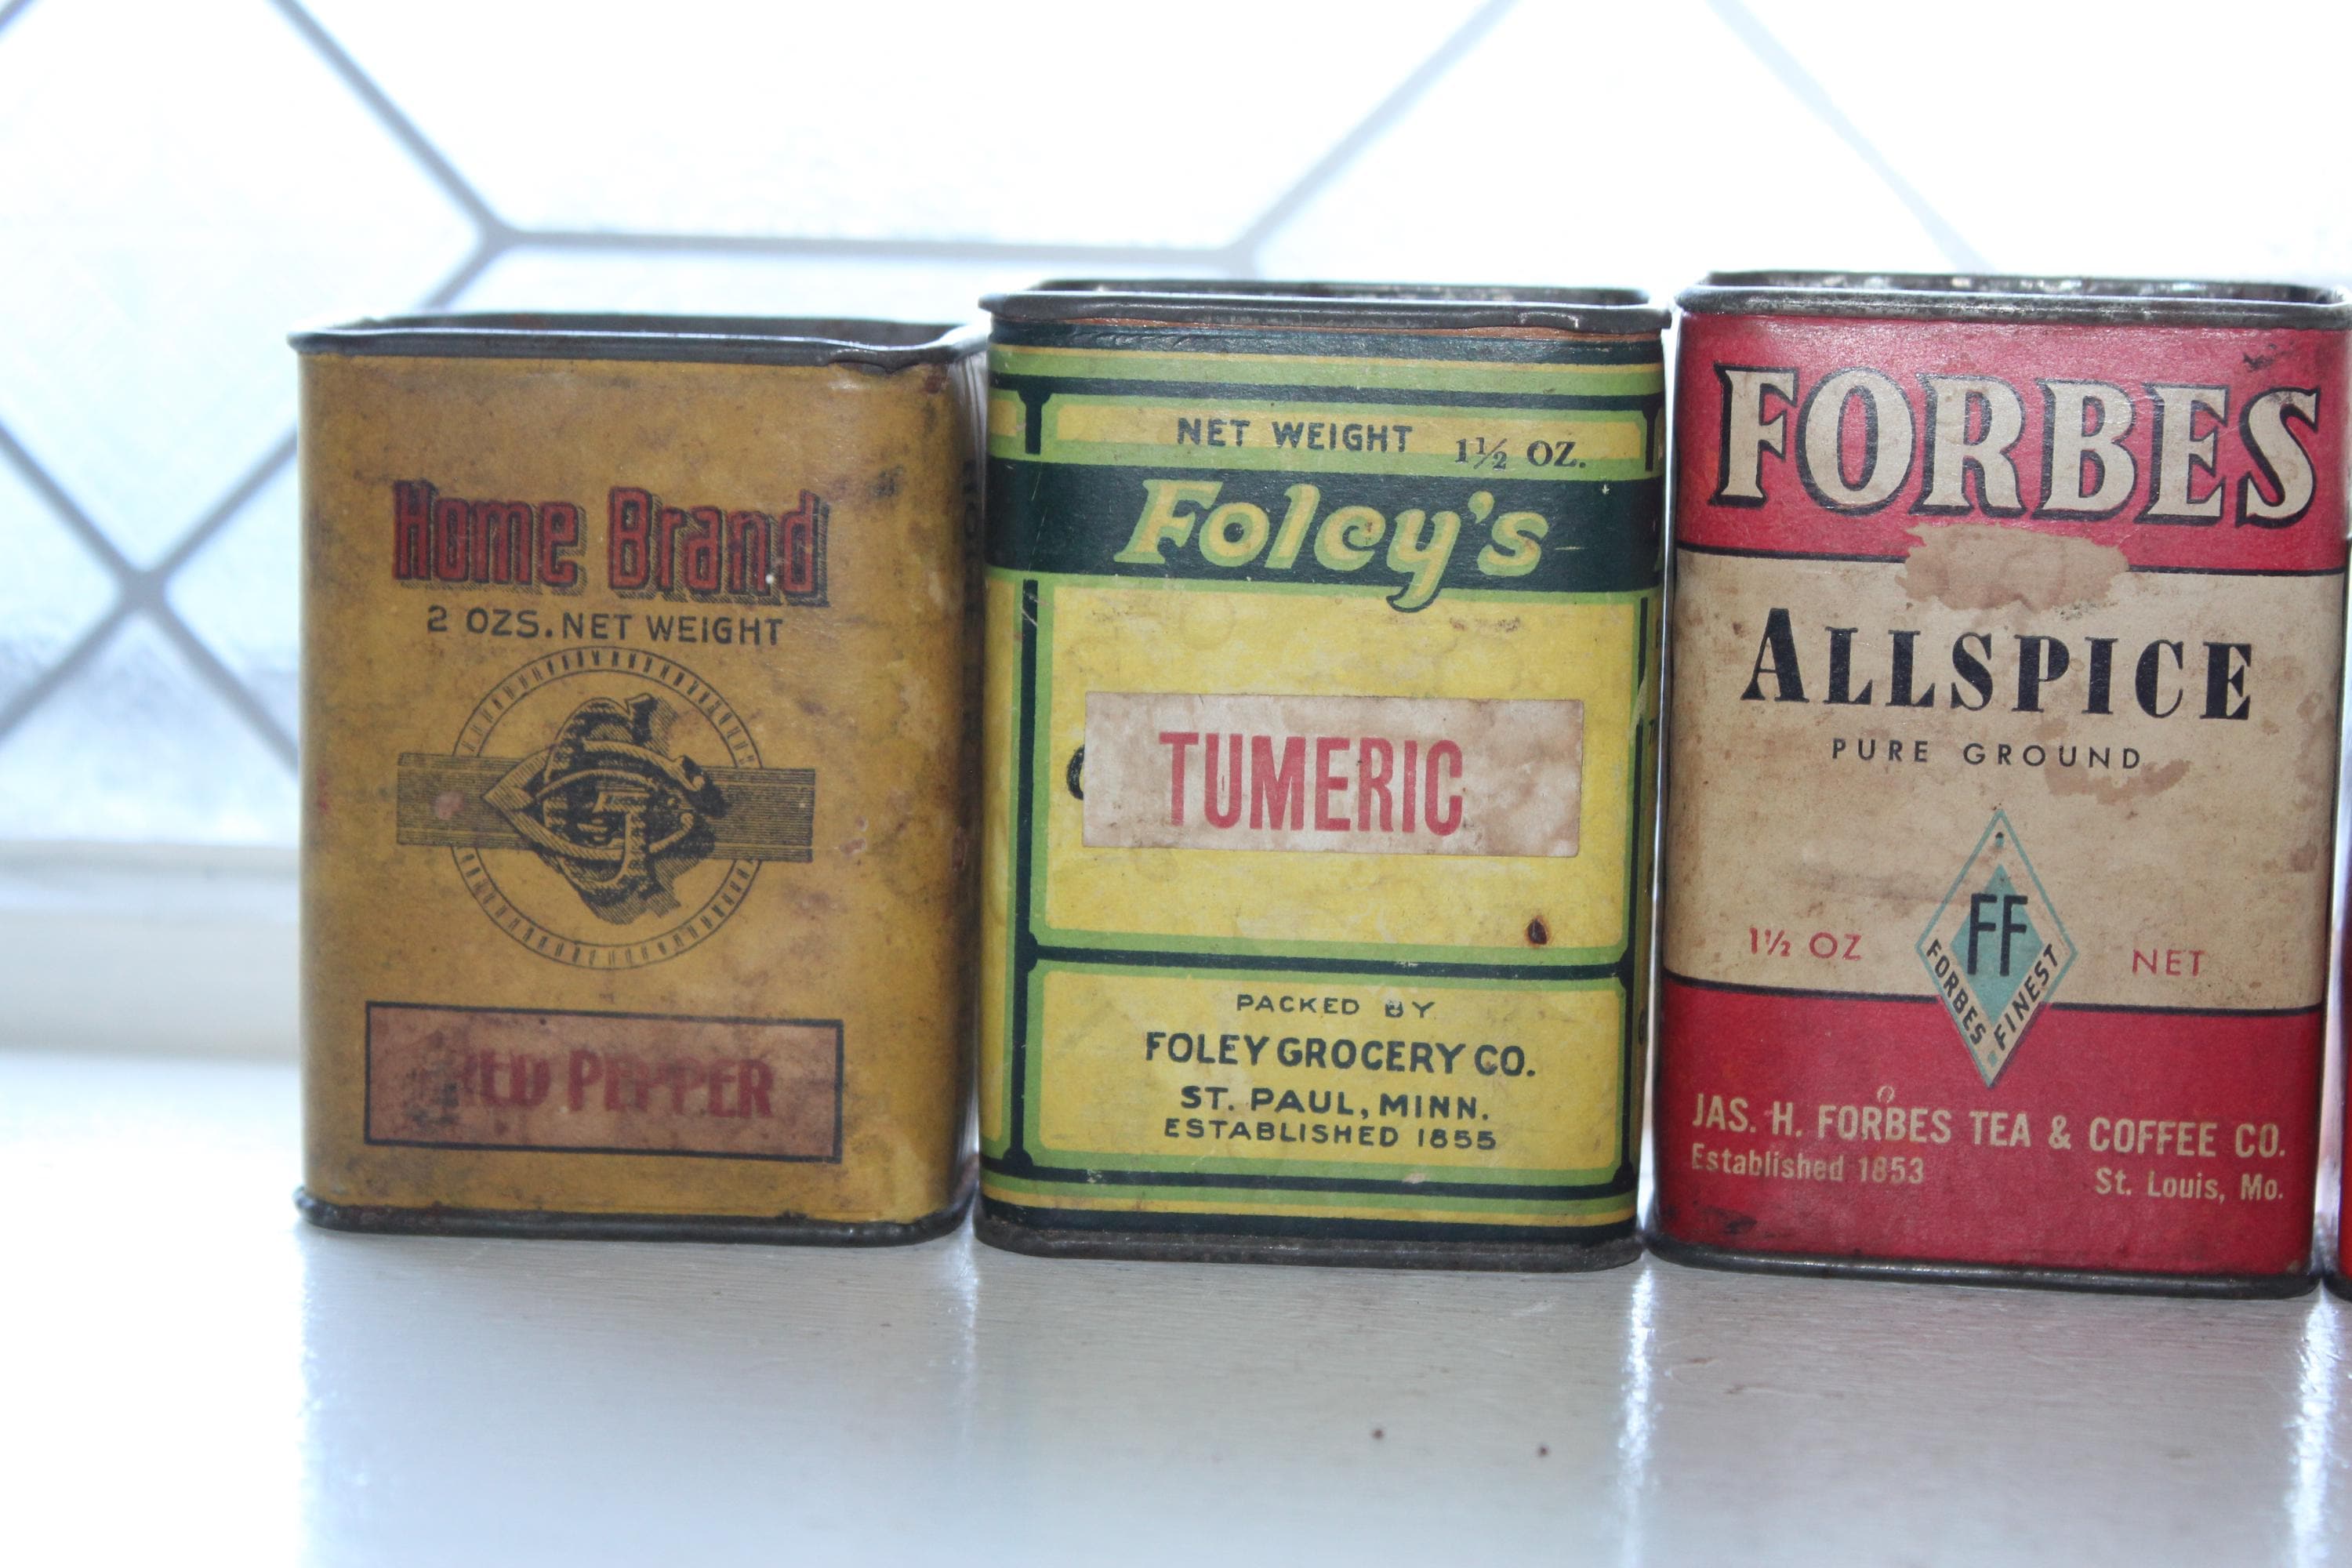 Home Brand
2 OZS. NET WEIGHT
RED PEPPER
NET WEIGHT 1½ OZ.
Foley's
TUMERIC
PACKED BY
FOLEY GROCERY CO.
ST. PAUL, MINN.
ESTABLISHED 1855
FORBES
ALLSPICE
PURE GROUND
1½ OZ NET
FF
FORBES FINEST
JAS. H. FORBES TEA & COFFEE CO.
Established 1853 St. Louis, Mo.